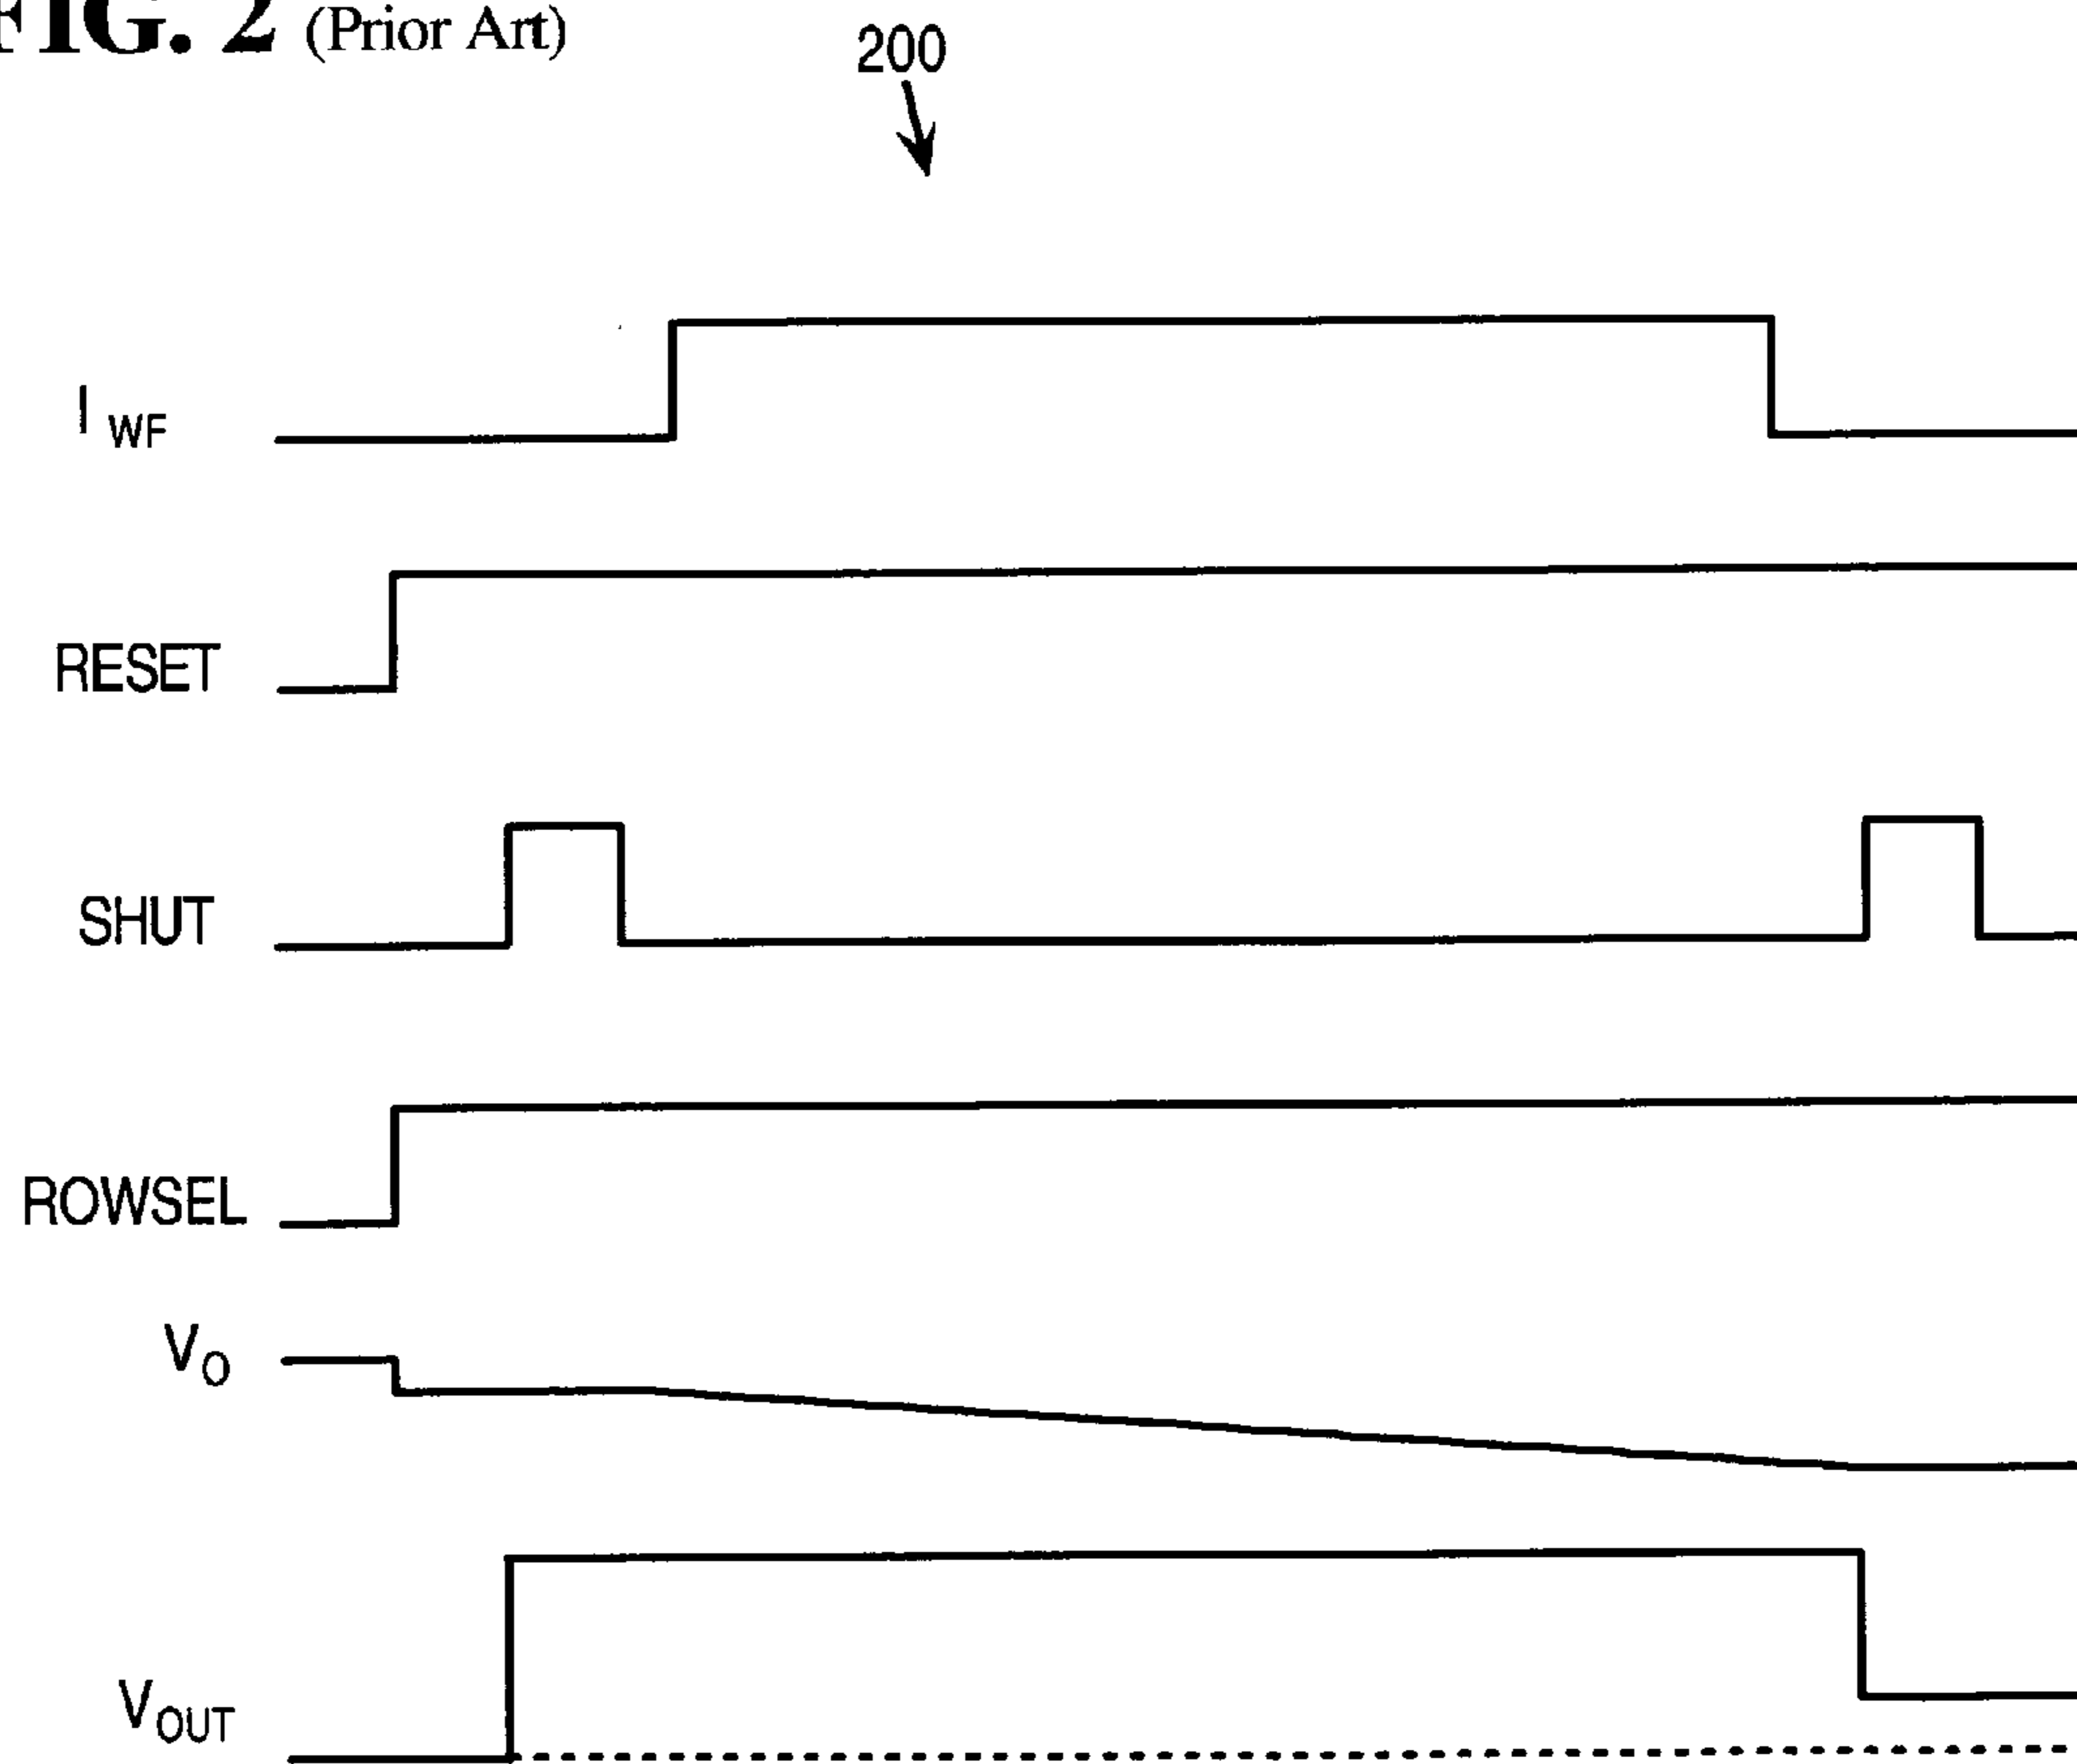 FIG. 2 (Prior Art)
200
I WF
RESET
SHUT
ROWSEL
VO
VOUT